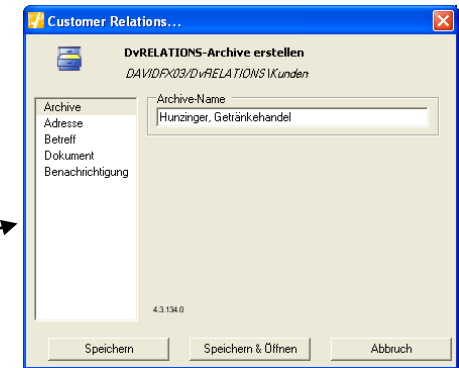 Customer Relations...
DvRELATIONS-Archive erstellen
DAVIDFX03/DvRELATIONS\Kunden
Archive
Adresse
Betreff
Dokument
Benachrichtigung
Archive-Name
Hunzinger, Getränkehandel
4.3.134.0
Speichern
Speichern & Öffnen
Abbruch